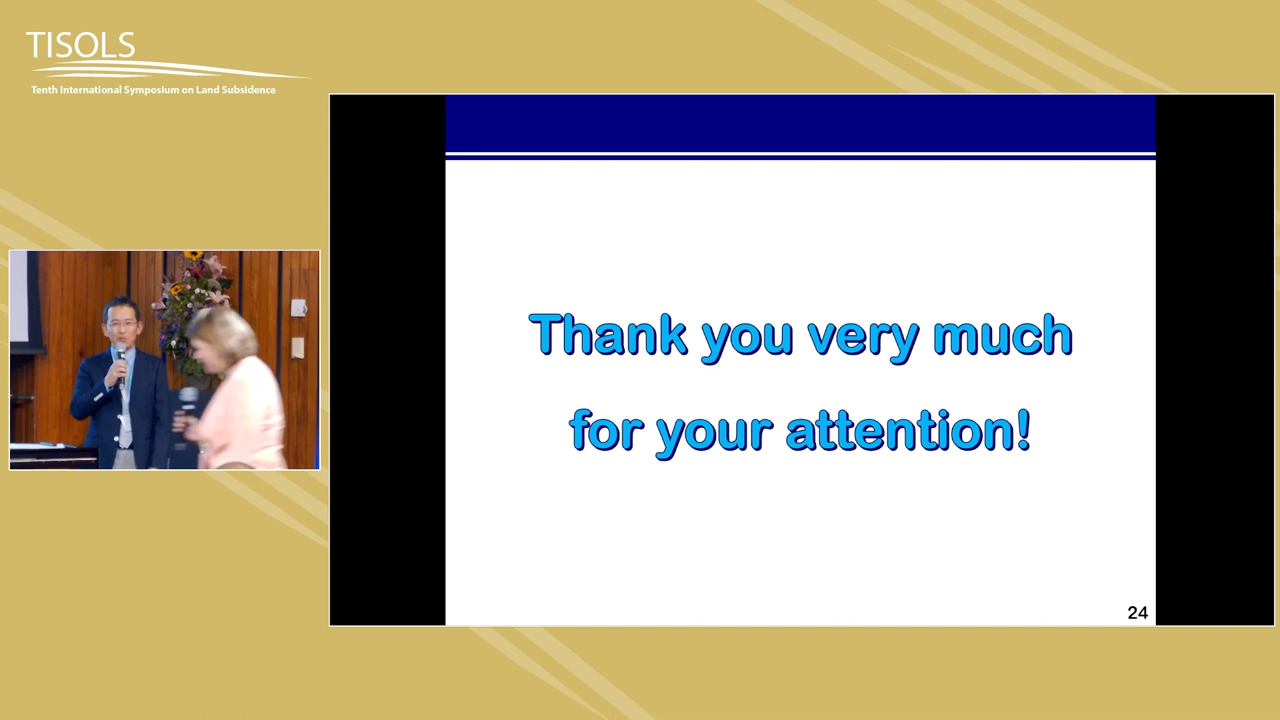 TISOLS
Tenth International Symposium on Land Subsidence
Thank you very much
for your attention!
24